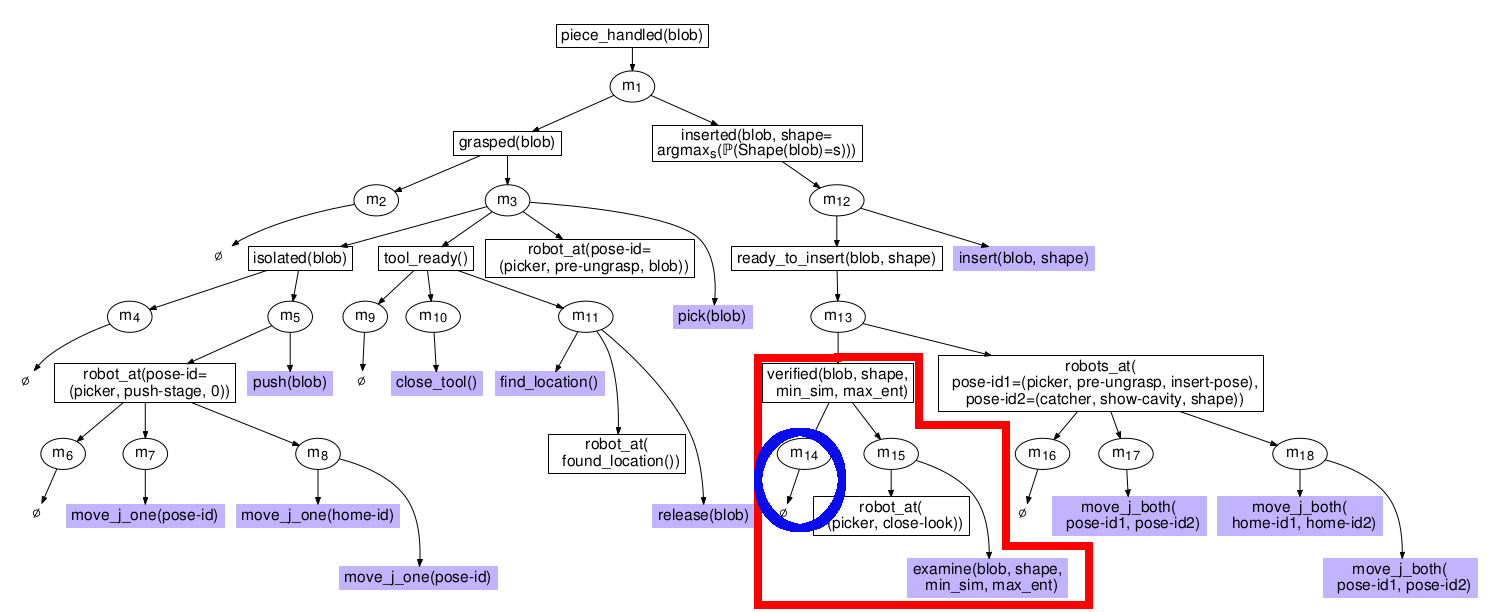 piece_handled(blob)
m1
grasped(blob)
inserted(blob, shape=
argmaxs(ℙ(Shape(blob)=s)))
m2
m3
m12
∅
isolated(blob)
tool_ready()
robot_at(pose-id=
(picker, pre-ungrasp, blob))
ready_to_insert(blob, shape)
insert(blob, shape)
m4
m5
m9
m10
m11
pick(blob)
m13
∅
robot_at(pose-id=
(picker, push-stage, 0))
push(blob)
∅
close_tool()
find_location()
verified(blob, shape,
min_sim, max_ent)
robots_at(
pose-id1=(picker, pre-ungrasp, insert-pose),
pose-id2=(catcher, show-cavity, shape))
m6
m7
m8
robot_at(
found_location())
m14
m15
m16
m17
m18
∅
move_j_one(pose-id)
move_j_one(home-id)
release(blob)
∅
robot_at(
(picker, close-look))
∅
move_j_both(
pose-id1, pose-id2)
move_j_both(
home-id1, home-id2)
move_j_one(pose-id)
examine(blob, shape,
min_sim, max_ent)
move_j_both(
pose-id1, pose-id2)